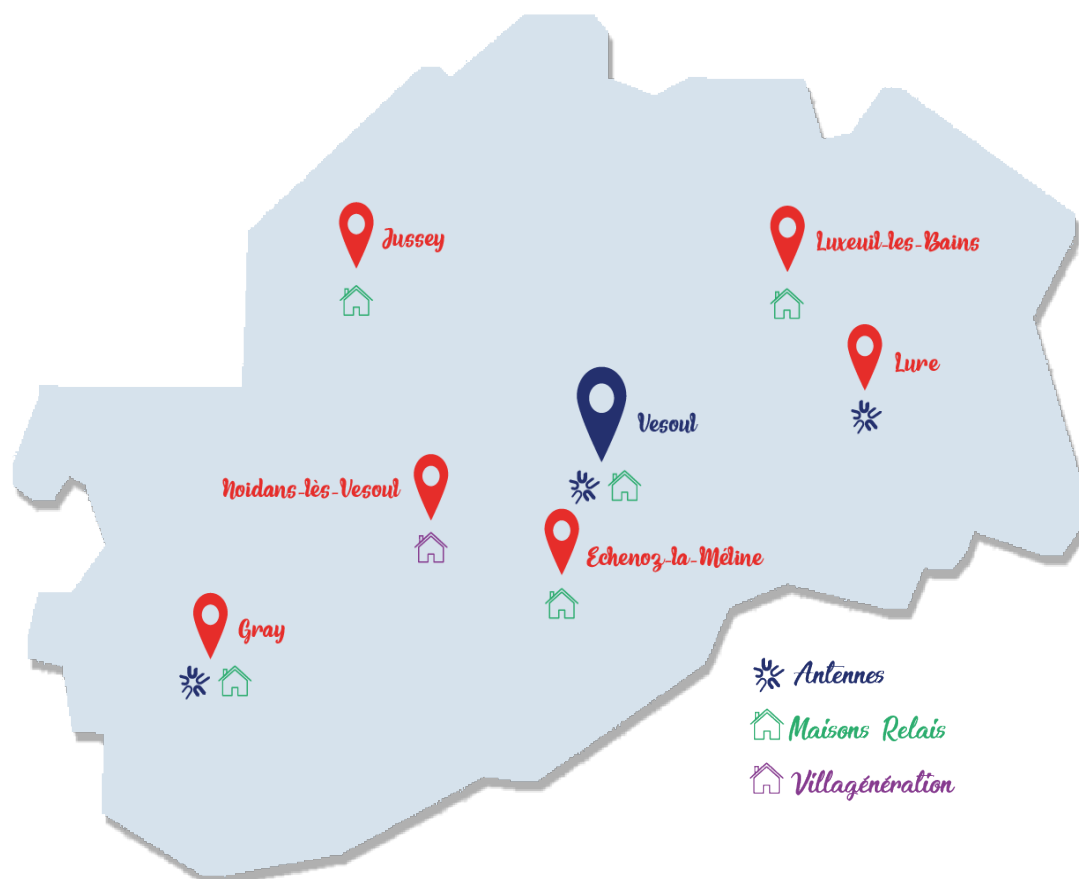 Jussey
Luxeuil-les-Bains
Lure
Vesoul
Noidans-lès-Vesoul
Echenoz-la-Méline
Gray
Antennes
Maisons Relais
Villagénération